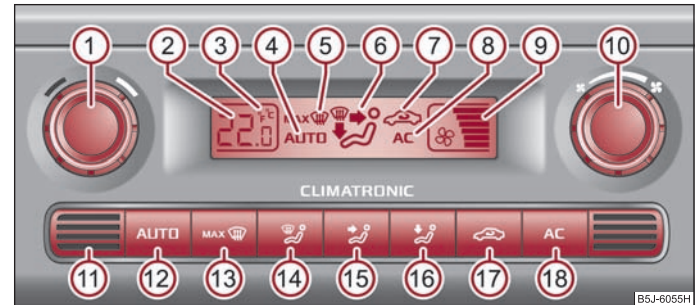 1 2 3 4 5 6 7 8 9 10
22.0 °F °C MAX AUTO AC
CLIMATRONIC
AUTO MAX AC
11 12 13 14 15 16 17 18
B5J-6055H